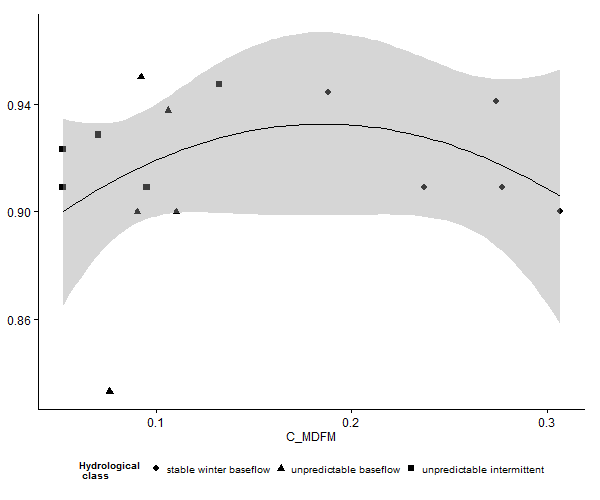 0.94
0.90
0.86
0.1 0.2 0.3
C_MDFM
Hydrological
class
stable winter baseflow unpredictable baseflow unpredictable intermittent